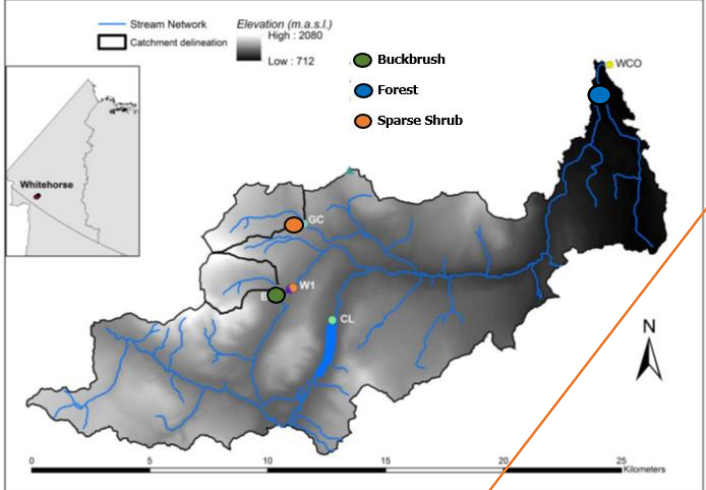 Stream Network
Catchment delineation
Elevation (m.a.s.l.)
High : 2080
Low : 712
Buckbrush
Forest
Sparse Shrub
WCO
Whitehorse
GC
B
W1
CL
N
0 5 10 15 20 25
Kilometers